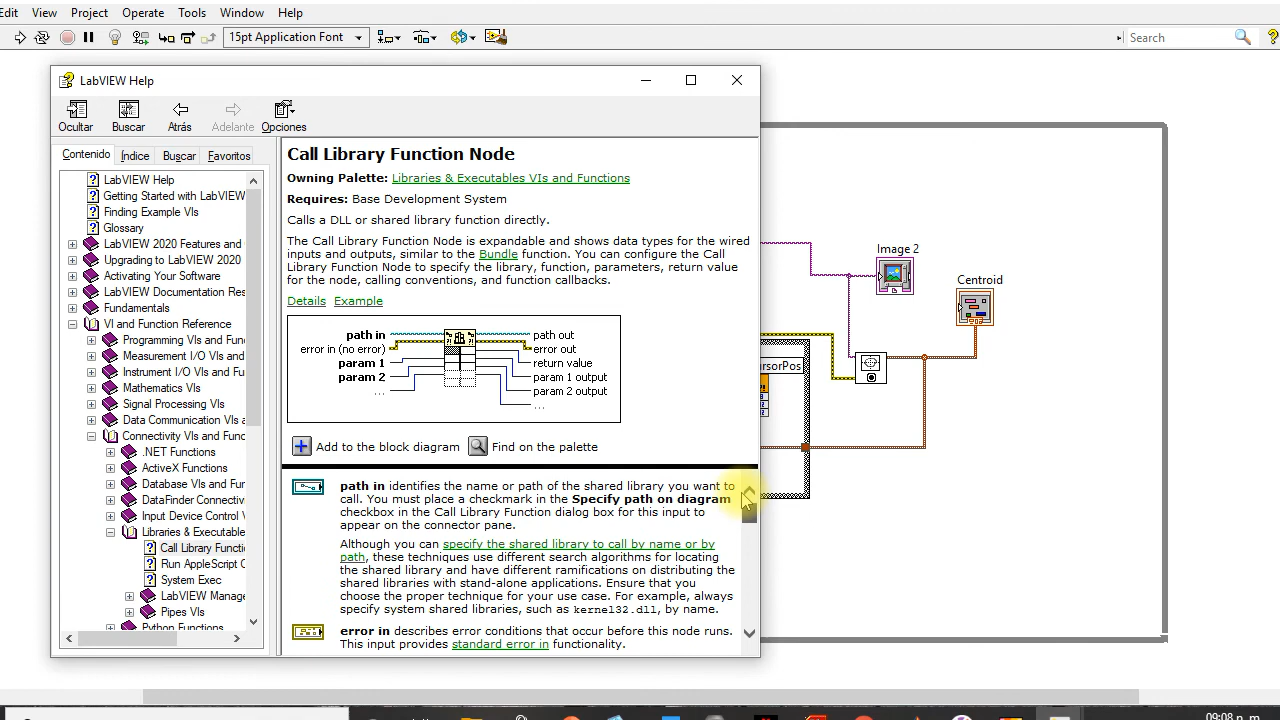 Edit View Project Operate Tools Window Help
15pt Application Font
Search
LabVIEW Help
Ocultar Buscar Atrás Adelante Opciones
Contenido Índice Buscar Favoritos
LabVIEW Help
Getting Started with LabVIEW
Finding Example VIs
Glossary
LabVIEW 2020 Features and
Upgrading to LabVIEW 2020
Activating Your Software
LabVIEW Documentation Res
Fundamentals
VI and Function Reference
Programming VIs and Fu
Measurement I/O VIs and
Instrument I/O VIs and Fu
Mathematics VIs
Signal Processing VIs
Data Communication VIs a
Connectivity VIs and Func
.NET Functions
ActiveX Functions
Database VIs and
DataFinder Connectiv
Input Device Control V
Libraries & Executable
Call Library Functi
Run AppleScript C
System Exec
LabVIEW Manage
Pipes VIs
Python Functions
Call Library Function Node
Owning Palette: Libraries & Executables VIs and Functions
Requires: Base Development System
Calls a DLL or shared library function directly.
The Call Library Function Node is expandable and shows data types for the wired
inputs and outputs, similar to the Bundle function. You can configure the Call
Library Function Node to specify the library, function, parameters, return value
for the node, calling conventions, and function callbacks.
Details Example
path in path out
error in (no error) error out
param 1 return value
param 2 param 1 output
... param 2 output
...
Add to the block diagram Find on the palette
path in identifies the name or path of the shared library you want to
call. You must place a checkmark in the Specify path on diagram
checkbox in the Call Library Function dialog box for this input to
appear on the connector pane.
Although you can specify the shared library to call by name or by
path, these techniques use different search algorithms for locating
the shared library and have different ramifications on distributing the
shared libraries with stand-alone applications. Ensure that you
choose the proper technique for your use case. For example, always
specify system shared libraries, such as kernel32.dll, by name.
error in describes error conditions that occur before this node runs.
This input provides standard error in functionality.
Image 2
Centroid
ursorPos
09:08 p. m.